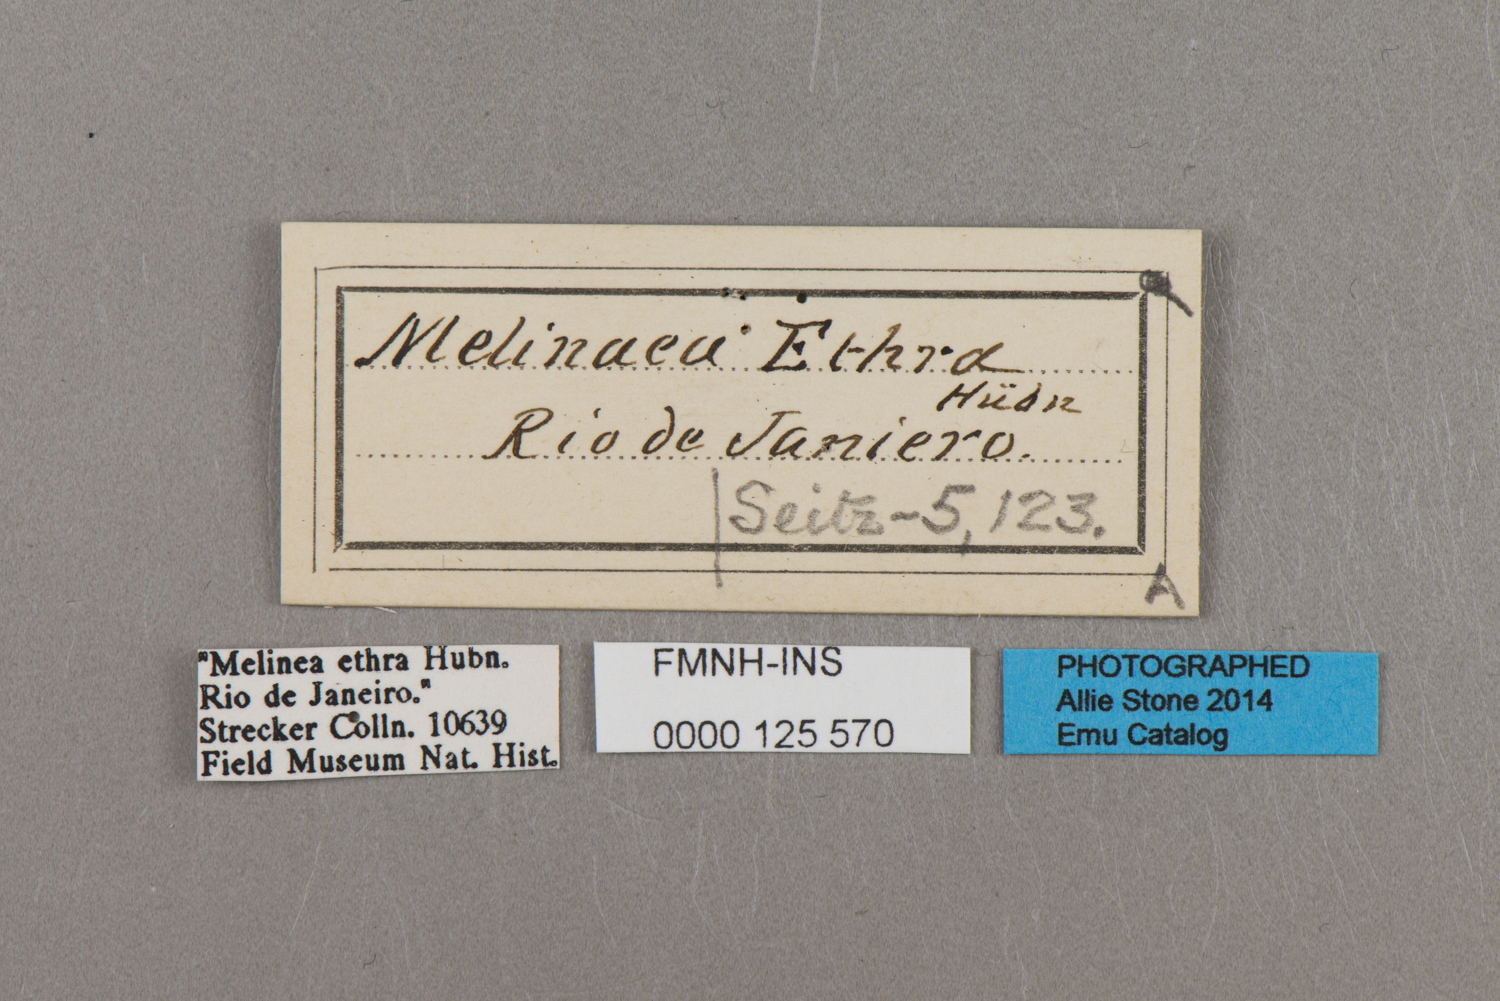 Melinaea Ethra
Hübn
Rio de Janiero.
Seitz-5, 123.
A
"Melinea ethra Hubn.
Rio de Janeiro."
Strecker Colln. 10639
Field Museum Nat. Hist.
FMNH-INS
0000 125 570
PHOTOGRAPHED
Allie Stone 2014
Emu Catalog